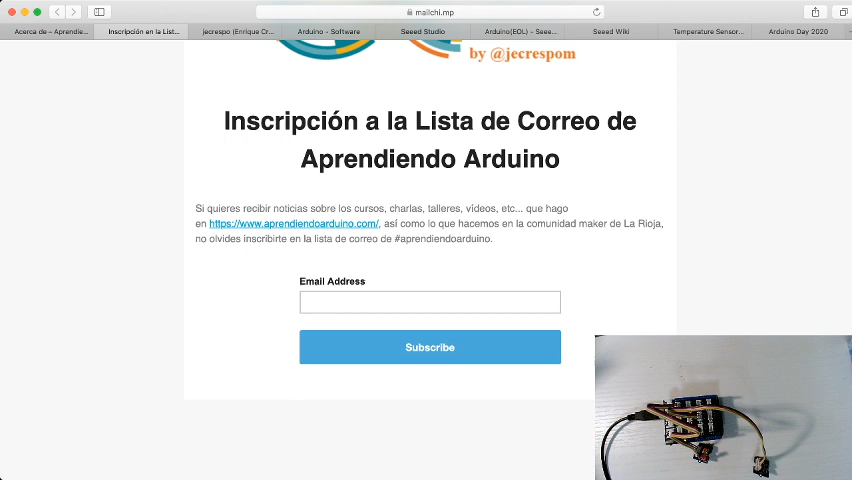 mailchi.mp
Acerca de – Aprendie... Inscripción en la List... jecrespo (Enrique Cr... Arduino - Software Seeed Studio Arduino(EOL) – Seee... Seeed Wiki Temperature Sensor... Arduino Day 2020
by @jecrespom
Inscripción a la Lista de Correo de
Aprendiendo Arduino
Si quieres recibir noticias sobre los cursos, charlas, talleres, vídeos, etc... que hago
en https://www.aprendiendoarduino.com/, así como lo que hacemos en la comunidad maker de La Rioja,
no olvides inscribirte en la lista de correo de #aprendiendoarduino.
Email Address
Subscribe